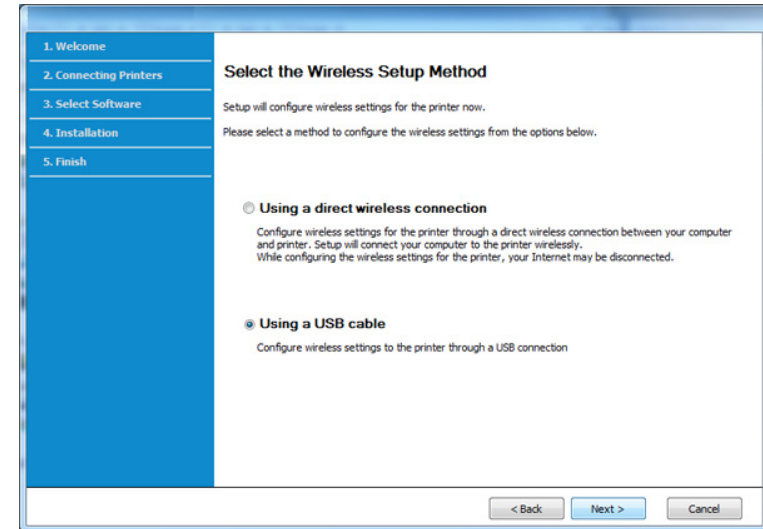 1. Welcome
2. Connecting Printers
3. Select Software
4. Installation
5. Finish
Select the Wireless Setup Method
Setup will configure wireless settings for the printer now.
Please select a method to configure the wireless settings from the options below.
Using a direct wireless connection
Configure wireless settings for the printer through a direct wireless connection between your computer
and printer. Setup will connect your computer to the printer wirelessly.
While configuring the wireless settings for the printer, your Internet may be disconnected.
Using a USB cable
Configure wireless settings to the printer through a USB connection
< Back Next > Cancel